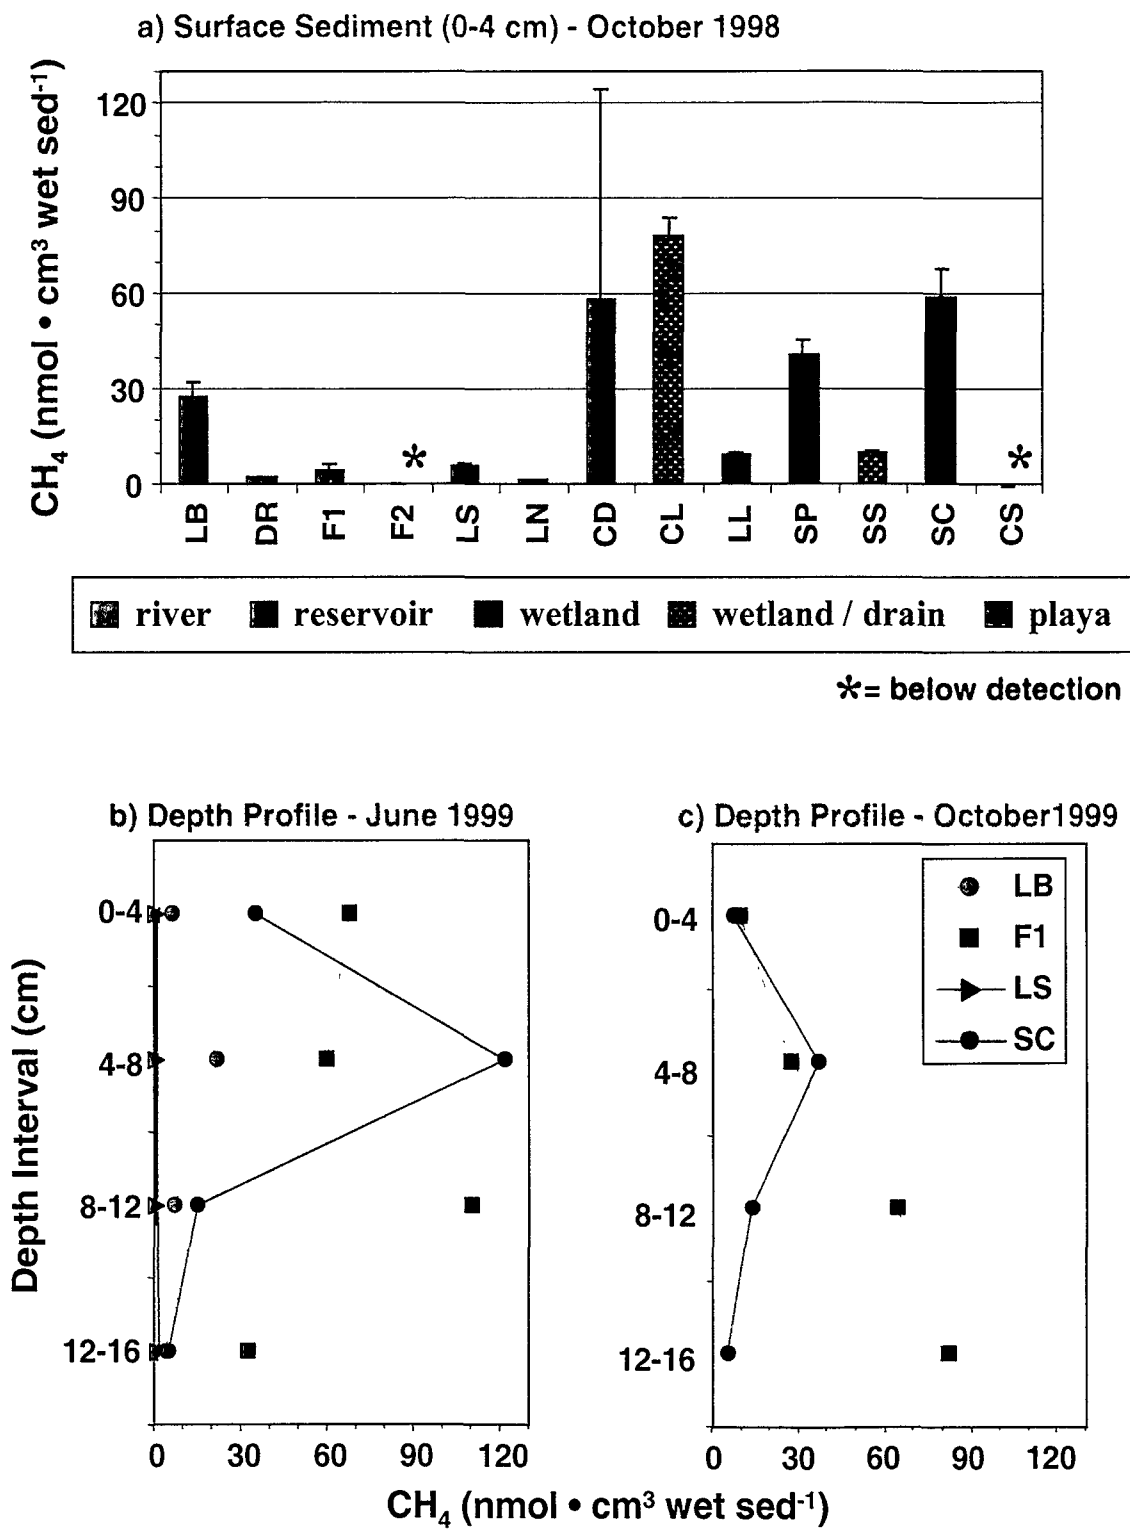 a) Surface Sediment (0-4 cm) - October 1998
CH₄ (nmol • cm³ wet sed⁻¹)
120
90
60
30
0
LB DR F1 F2 LS LN CD CL LL SP SS SC CS
* *
river reservoir wetland wetland / drain playa
*= below detection
b) Depth Profile - June 1999
c) Depth Profile - October1999
Depth Interval (cm)
0-4
4-8
8-12
12-16
0 30 60 90 120
0-4
4-8
8-12
12-16
0 30 60 90 120
LB
F1
LS
SC
CH₄ (nmol • cm³ wet sed⁻¹)